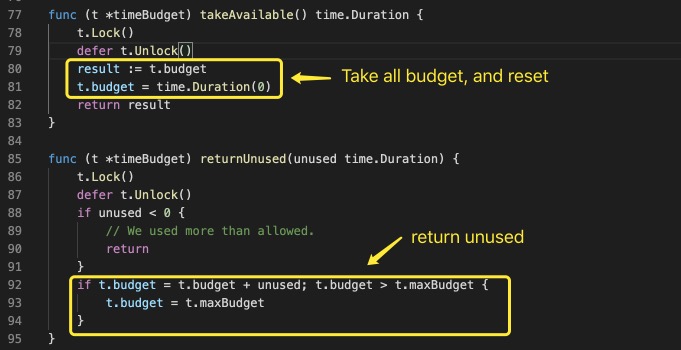 77 func (t *timeBudget) takeAvailable() time.Duration {
78 t.Lock()
79 defer t.Unlock()
80 result := t.budget
81 t.budget = time.Duration(0)
Take all budget, and reset
82 return result
83 }
84
85 func (t *timeBudget) returnUnused(unused time.Duration) {
86 t.Lock()
87 defer t.Unlock()
88 if unused < 0 {
89 // We used more than allowed.
90 return
return unused
91 }
92 if t.budget = t.budget + unused; t.budget > t.maxBudget {
93 t.budget = t.maxBudget
94 }
95 }